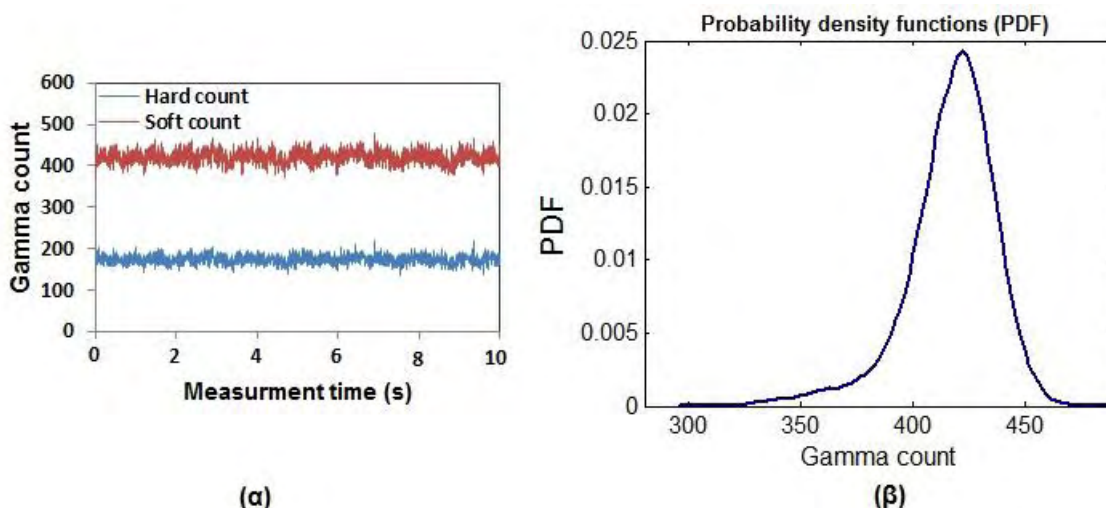 600
500
400
300
200
100
0
Gamma count
Hard count
Soft count
0 2 4 6 8 10
Measurment time (s)
(α)
Probability density functions (PDF)
0.025
0.02
0.015
0.01
0.005
0
PDF
300 350 400 450
Gamma count
(β)